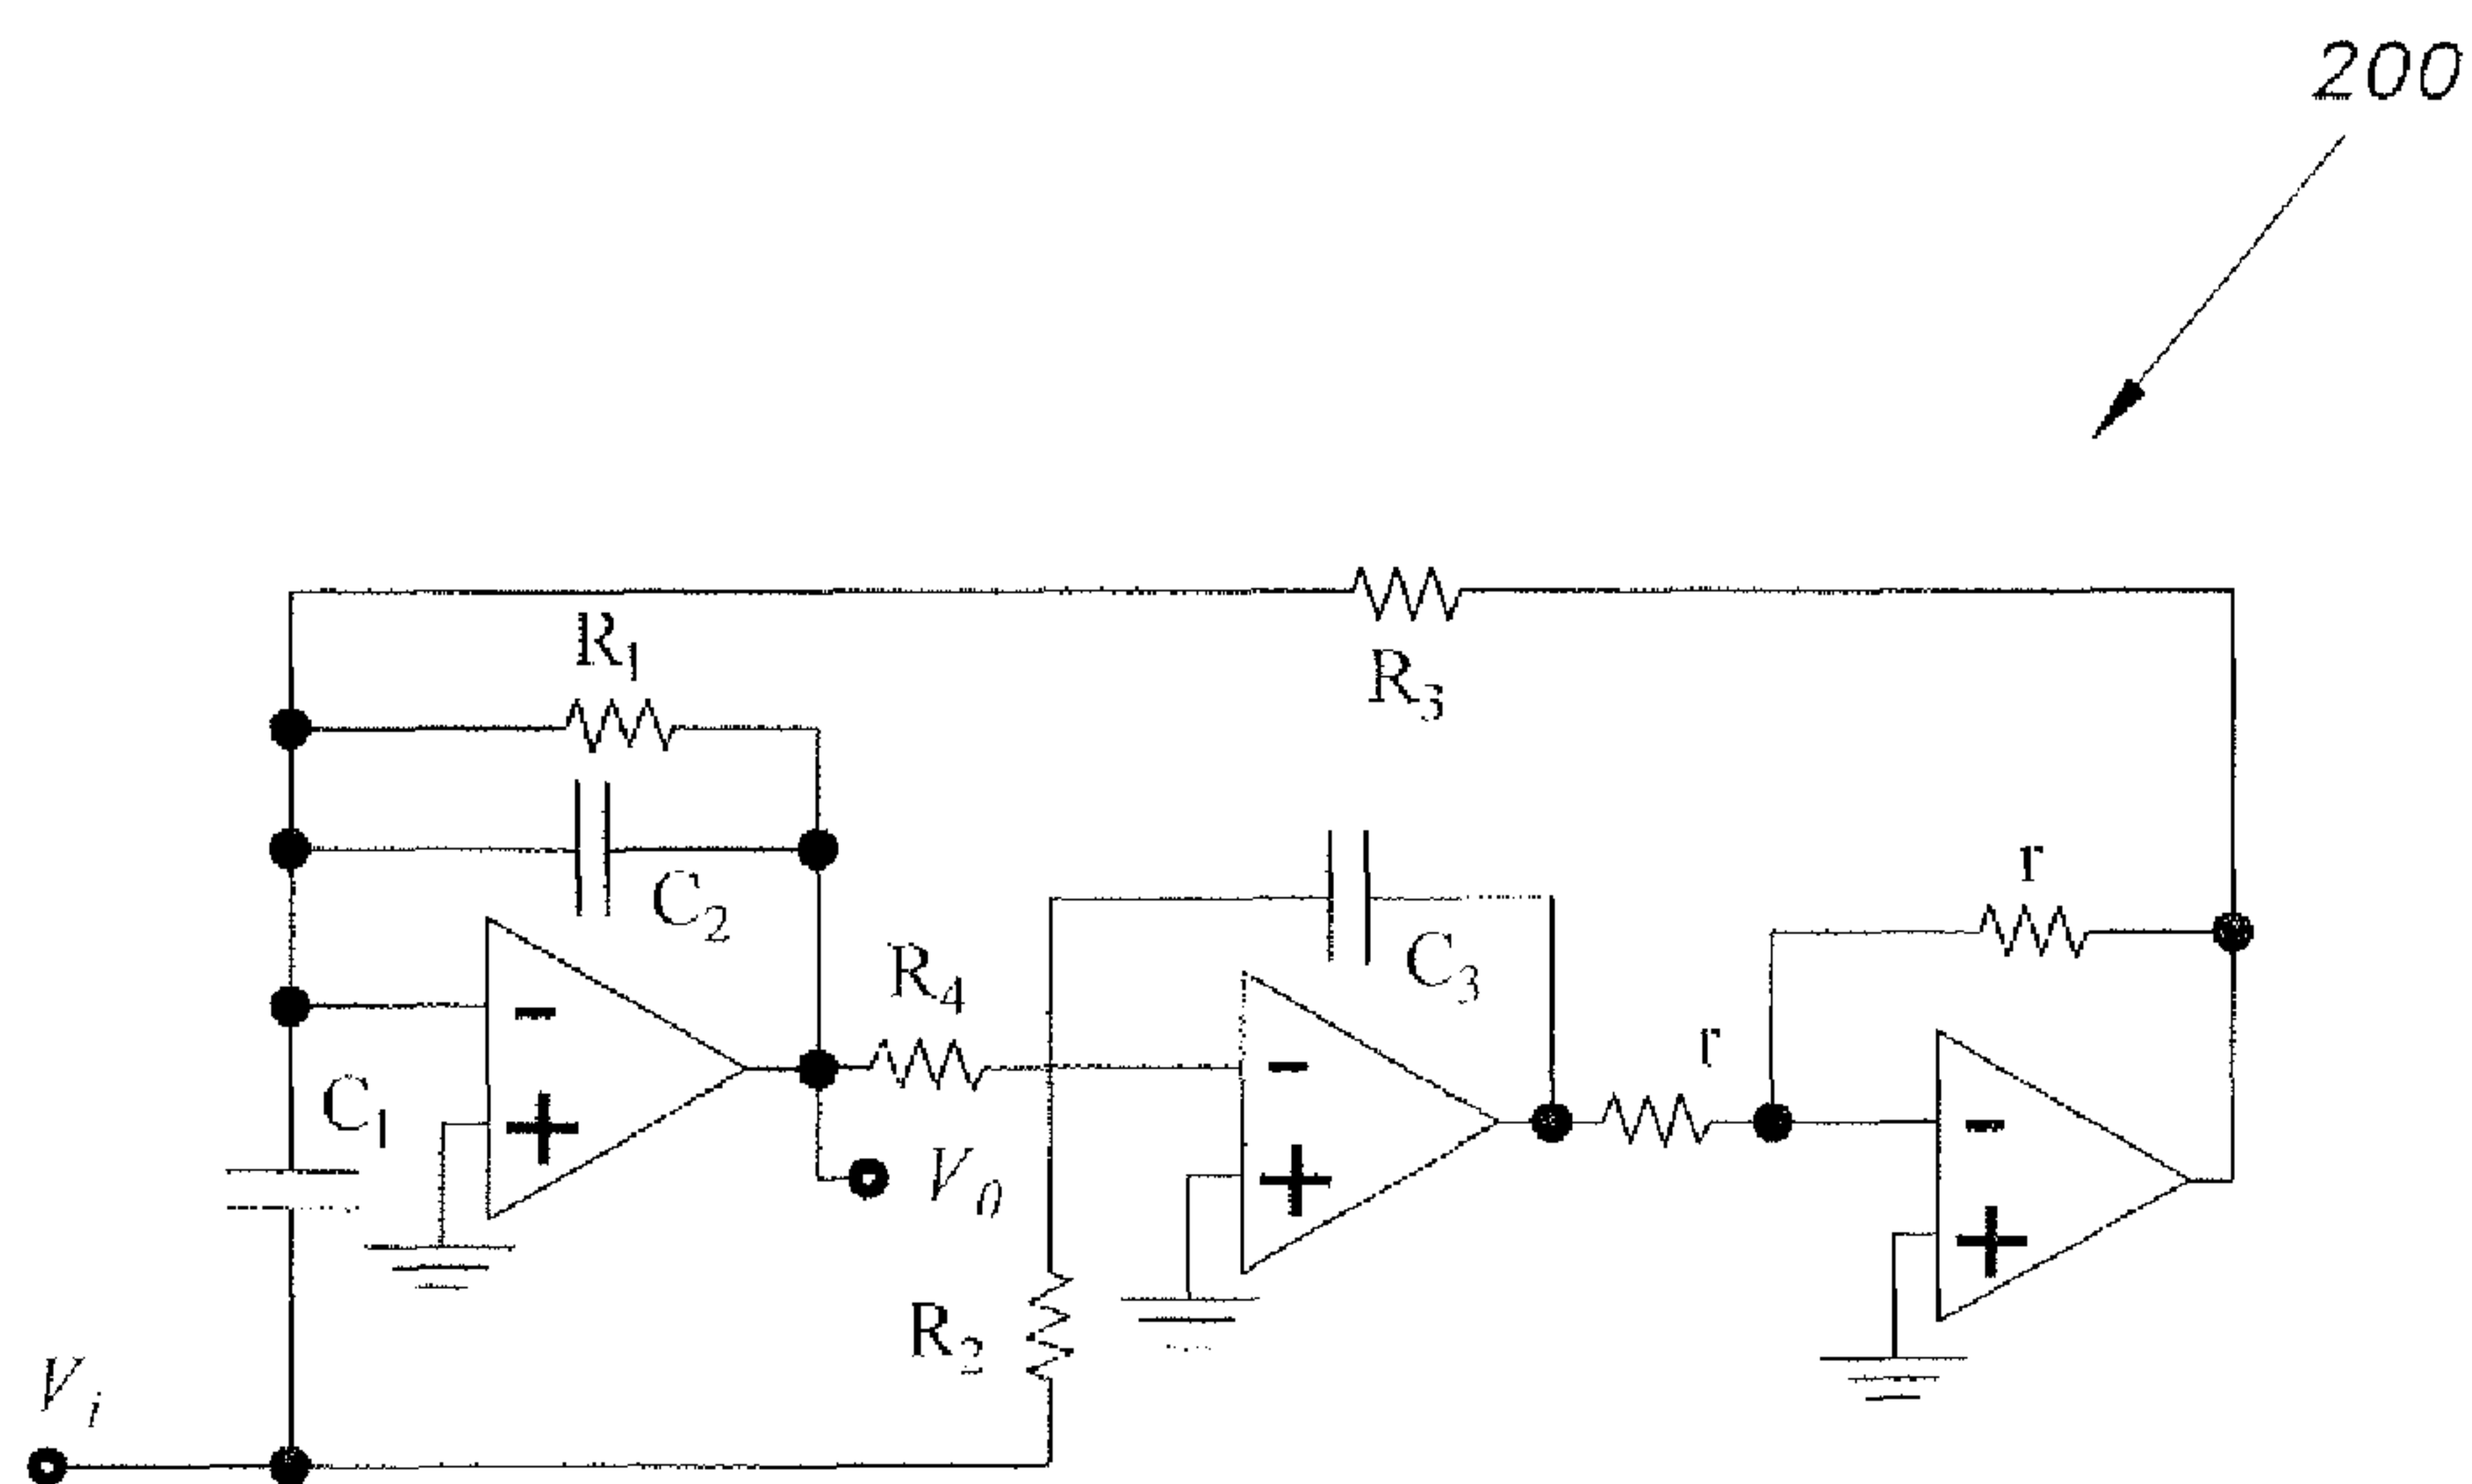 200
R₁
R₃
C₂
r
R₄
C₃
r
C₁
V₀
R₂
Vᵢ